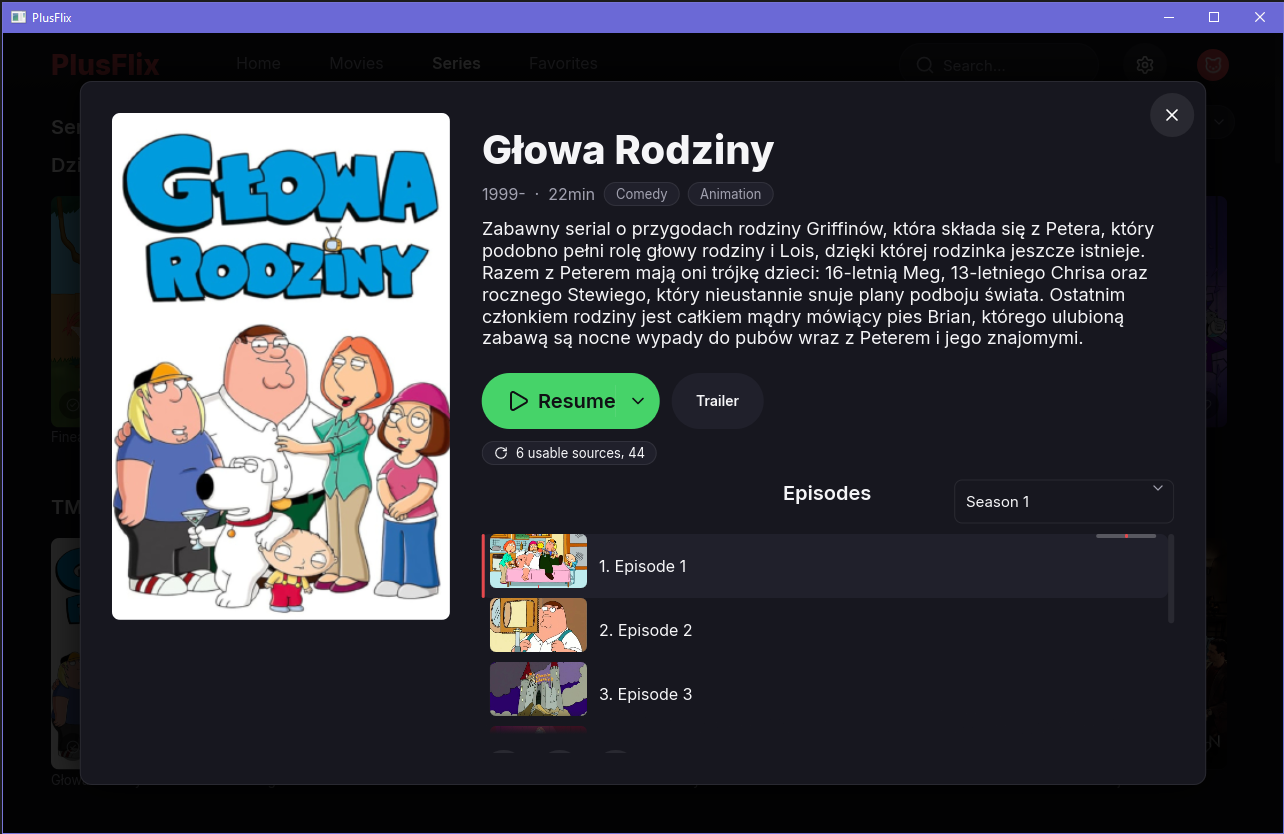 PlusFlix
PlusFlix
Home
Movies
Series
Favorites
Search...
GŁOWA
RODZINY
Głowa Rodziny
1999- · 22min
Comedy
Animation
Zabawny serial o przygodach rodziny Griffinów, która składa się z Petera, który
podobno pełni rolę głowy rodziny i Lois, dzięki której rodzinka jeszcze istnieje.
Razem z Peterem mają oni trójkę dzieci: 16-letnią Meg, 13-letniego Chrisa oraz
rocznego Stewiego, który nieustannie snuje plany podboju świata. Ostatnim
członkiem rodziny jest całkiem mądry mówiący pies Brian, którego ulubioną
zabawą są nocne wypady do pubów wraz z Peterem i jego znajomymi.
Resume
Trailer
6 usable sources, 44
Episodes
Season 1
1. Episode 1
2. Episode 2
3. Episode 3